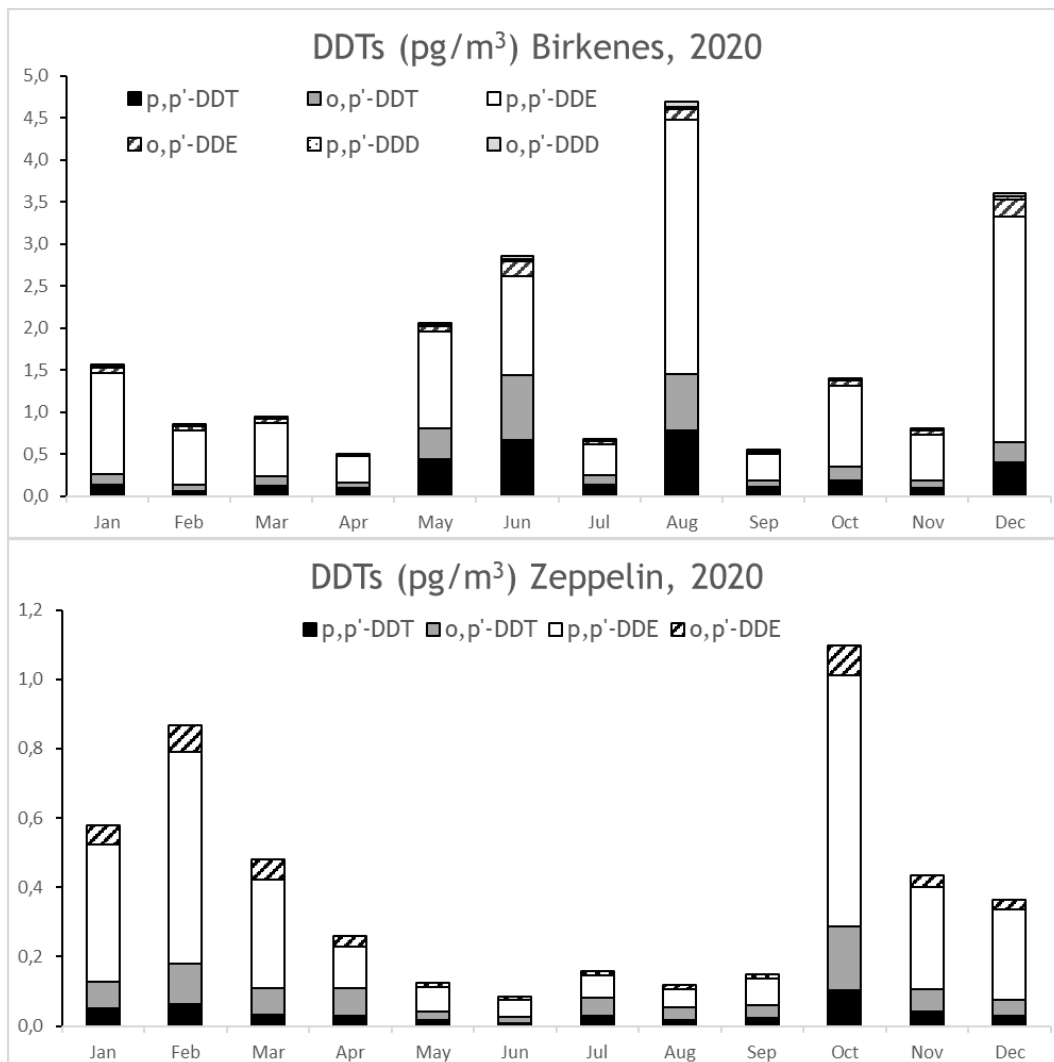 DDTs (pg/m³) Birkenes, 2020
5,0
4,5
4,0
3,5
3,0
2,5
2,0
1,5
1,0
0,5
0,0
p,p'-DDT o,p'-DDT p,p'-DDE
o,p'-DDE p,p'-DDD o,p'-DDD
Jan Feb Mar Apr May Jun Jul Aug Sep Oct Nov Dec
DDTs (pg/m³) Zeppelin, 2020
1,2
1,0
0,8
0,6
0,4
0,2
0,0
p,p'-DDT o,p'-DDT p,p'-DDE o,p'-DDE
Jan Feb Mar Apr May Jun Jul Aug Sep Oct Nov Dec